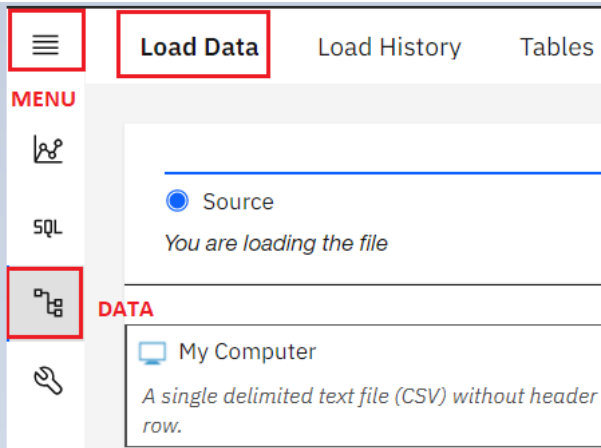 Load Data Load History Tables
MENU
Source
SQL
You are loading the file
DATA
My Computer
A single delimited text file (CSV) without header
row.